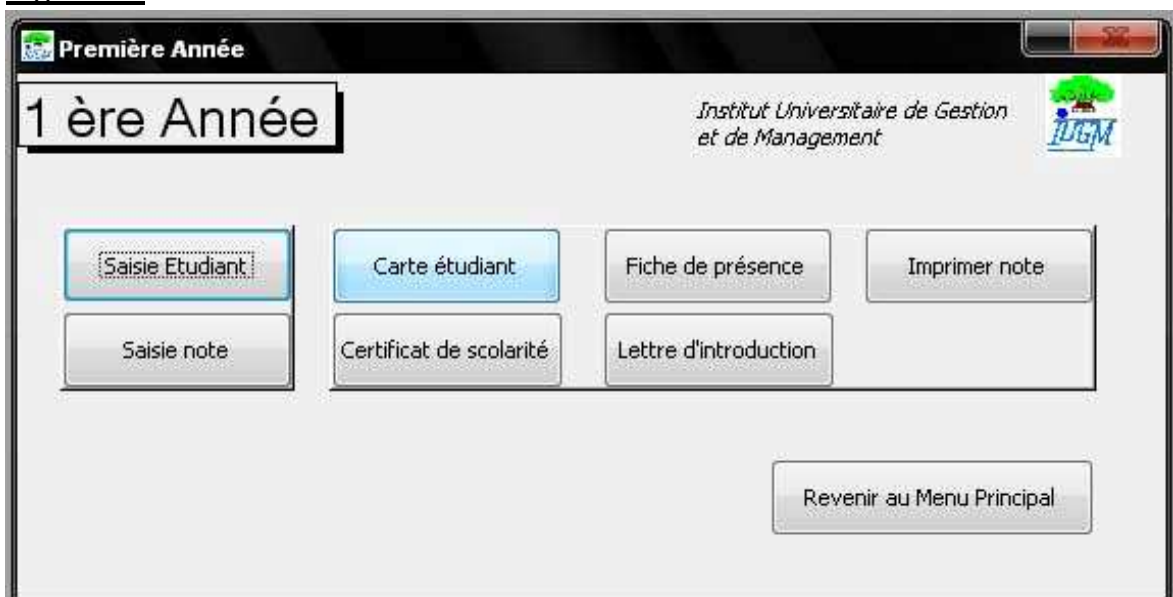 Première Année
1 ère Année
Institut Universitaire de Gestion
et de Management
IUGM
Saisie Etudiant
Carte étudiant
Fiche de présence
Imprimer note
Saisie note
Certificat de scolarité
Lettre d'introduction
Revenir au Menu Principal